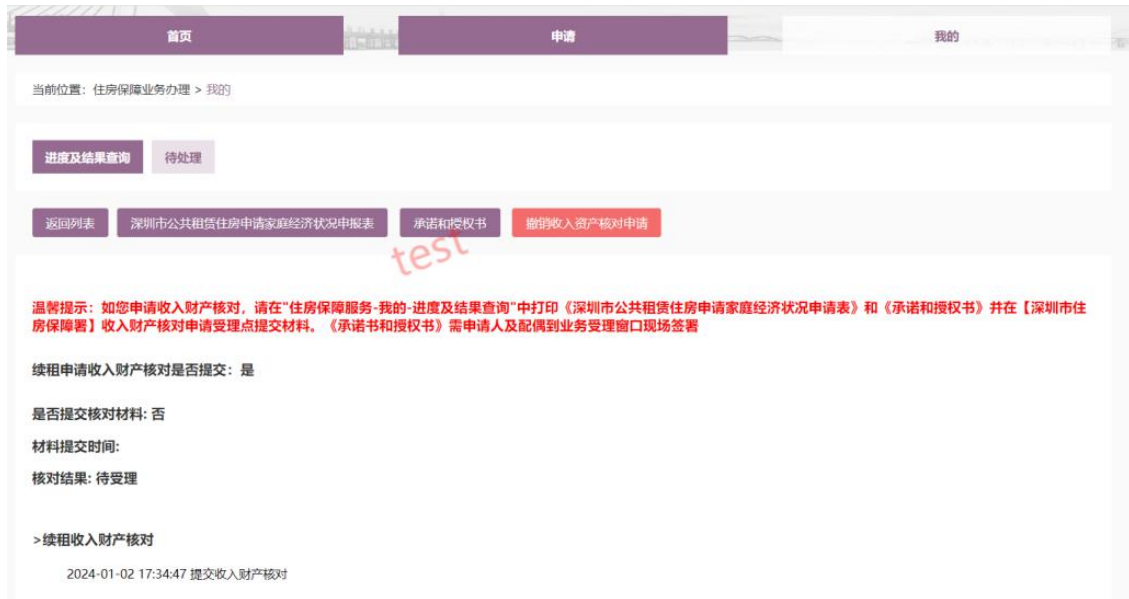 首页 申请 我的
当前位置：住房保障业务办理 > 我的
进度及结果查询 待处理
返回列表 深圳市公共租赁住房申请家庭经济状况申报表 承诺和授权书 撤销收入资产核对申请
test
温馨提示：如您申请收入财产核对，请在"住房保障服务-我的-进度及结果查询"中打印《深圳市公共租赁住房申请家庭经济状况申请表》和《承诺和授权书》并在【深圳市住
房保障署】收入财产核对申请受理点提交材料。《承诺书和授权书》需申请人及配偶到业务受理窗口现场签署
续租申请收入财产核对是否提交：是
是否提交核对材料: 否
材料提交时间:
核对结果: 待受理
>续租收入财产核对
2024-01-02 17:34:47 提交收入财产核对